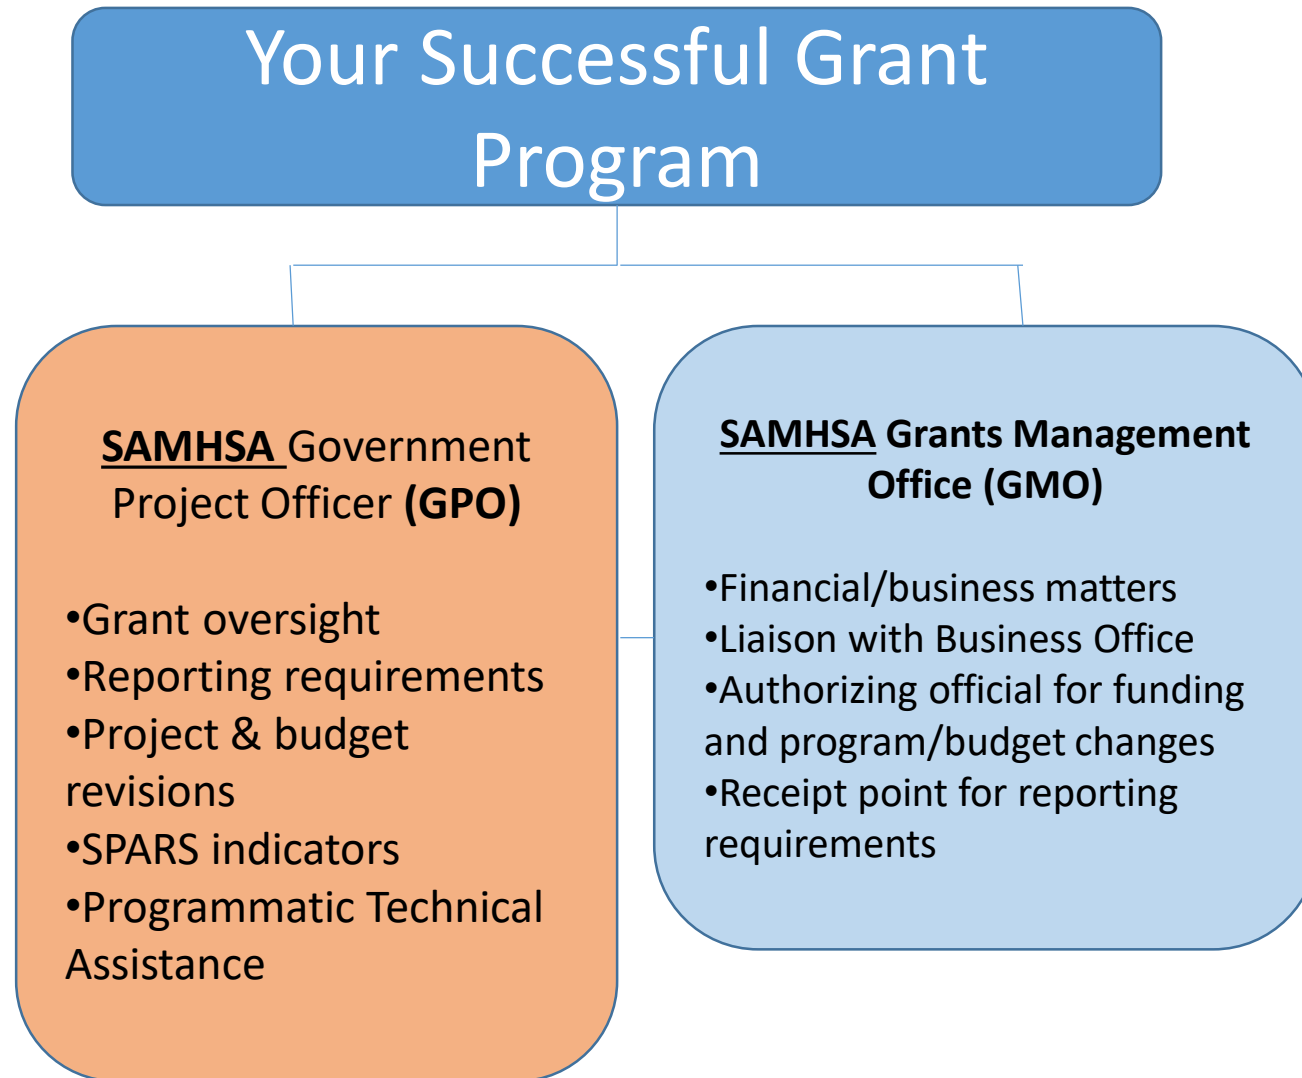 Your Successful Grant
Program
SAMHSA Government
Project Officer (GPO)
•Grant oversight
•Reporting requirements
•Project & budget
revisions
•SPARS indicators
•Programmatic Technical
Assistance
SAMHSA Grants Management
Office (GMO)
•Financial/business matters
•Liaison with Business Office
•Authorizing official for funding
and program/budget changes
•Receipt point for reporting
requirements